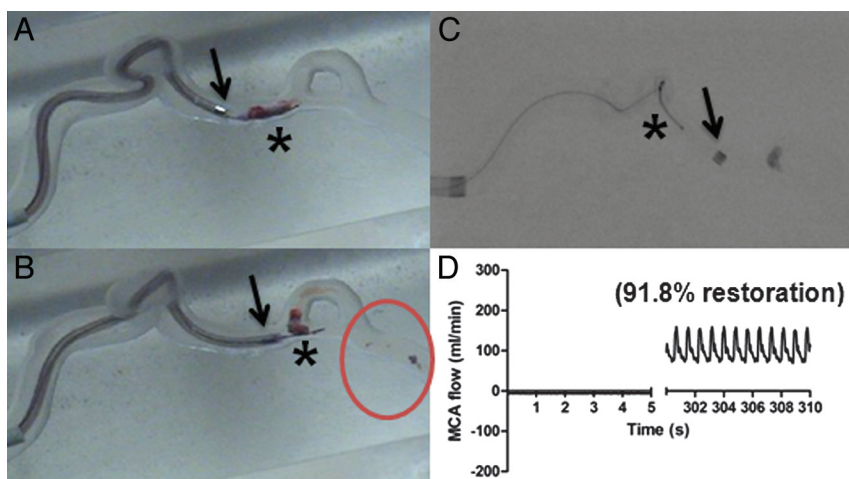 A
C
*
*
B
*
D
(91.8% restoration)
MCA flow (ml/min)
300
200
100
0
-100
-200
1 2 3 4 5 302 304 306 308 310
Time (s)